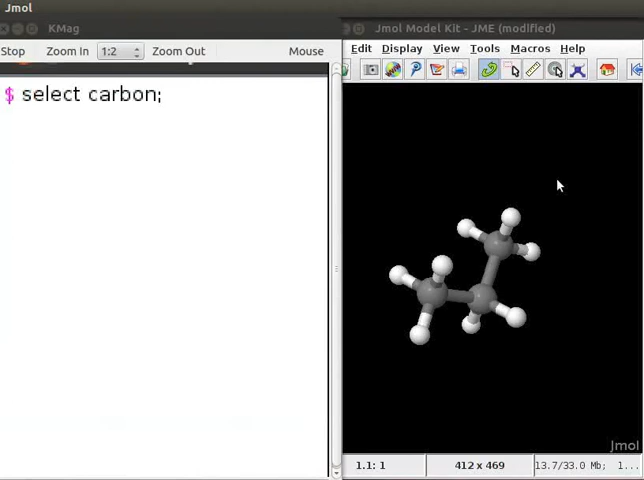 Jmol
KMag
Jmol Model Kit - JME (modified)
Stop Zoom In 1:2 Zoom Out Mouse
Edit Display View Tools Macros Help
$ select carbon;
Jmol
1.1: 1 412 x 469 13.7/33.0 Mb; 1...